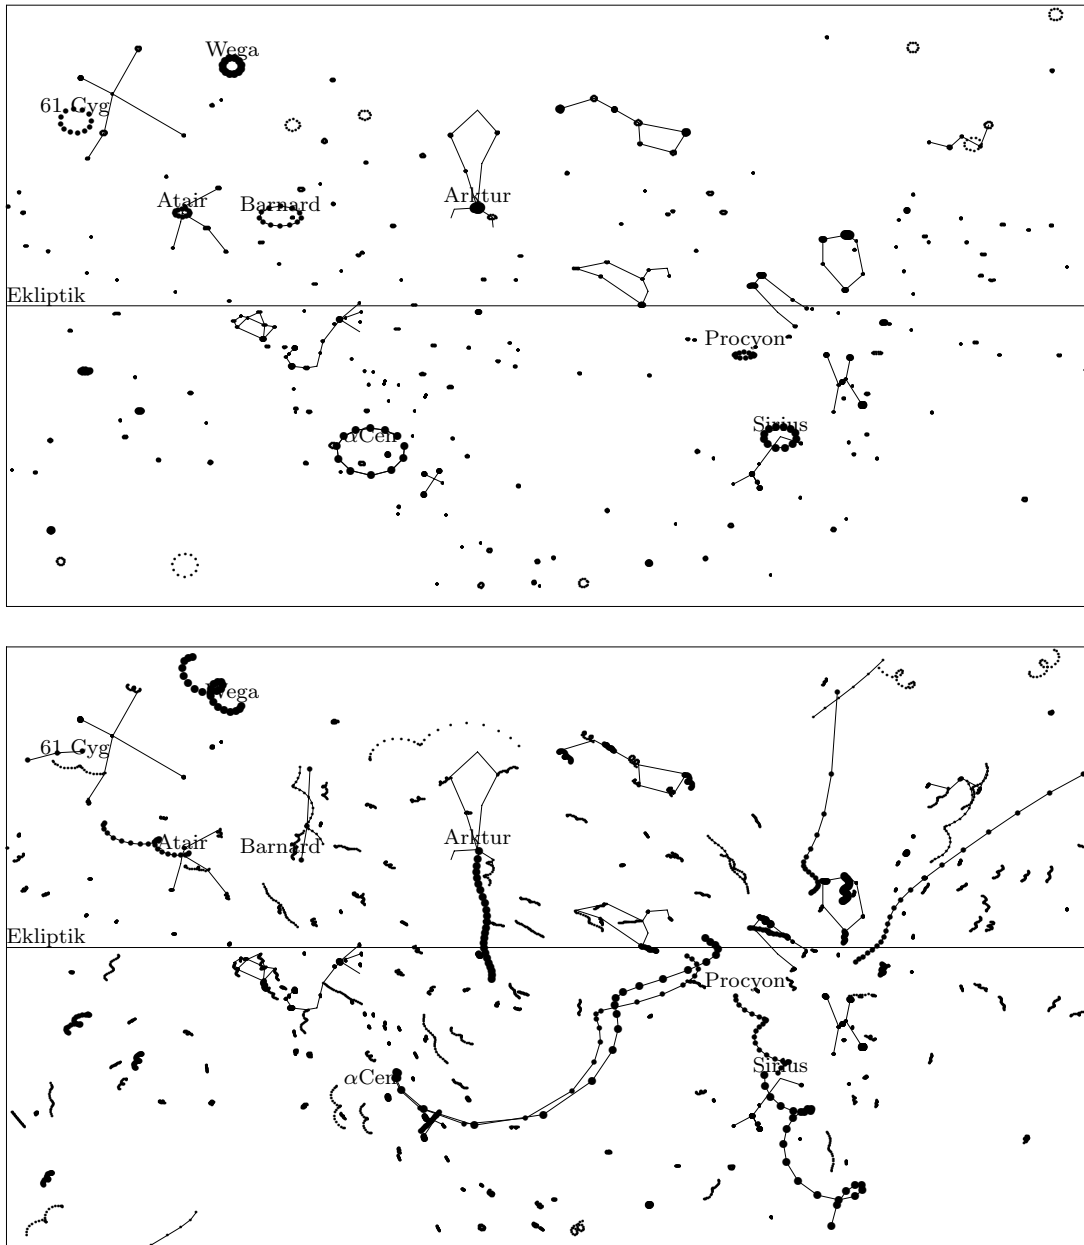 Wega
61 Cyg
Atair
Barnard
Arktur
Ekliptik
Procyon
αCen
Sirius
Wega
61 Cyg
Atair
Barnard
Arktur
Ekliptik
Procyon
αCen
Sirius